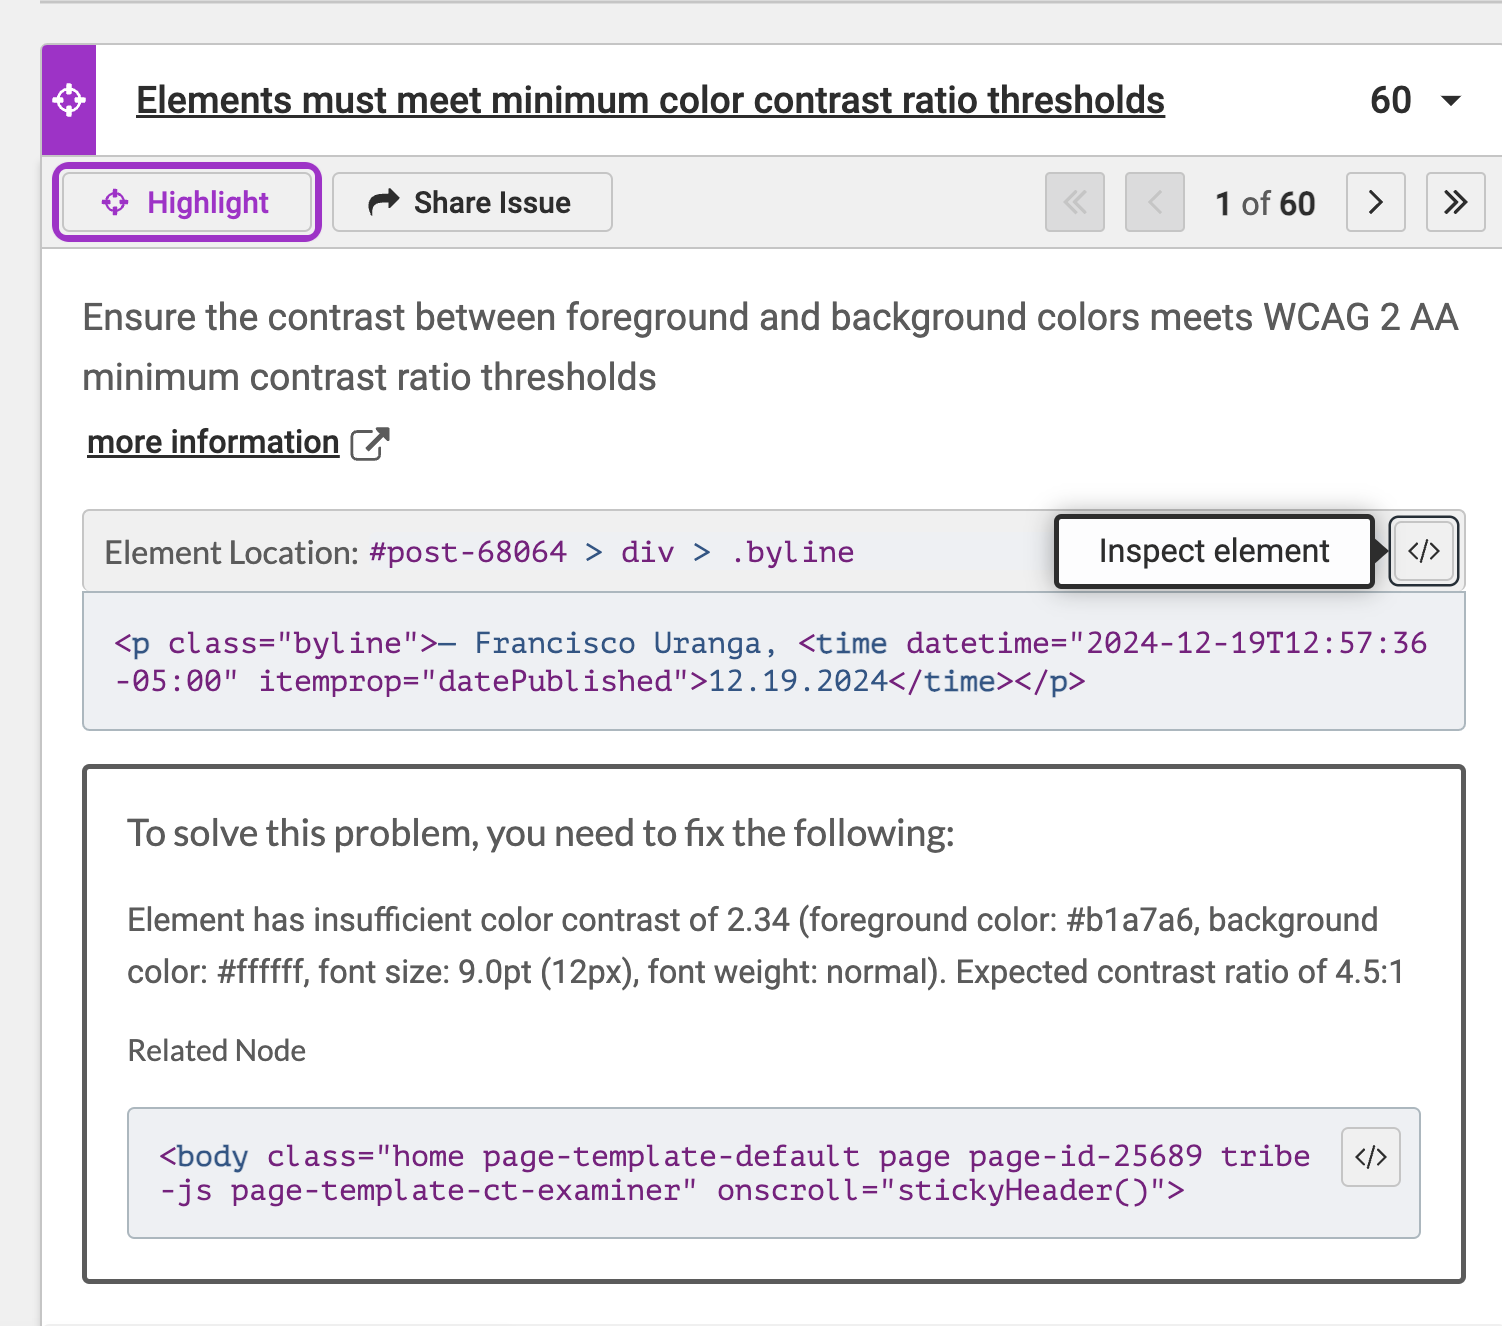 Elements must meet minimum color contrast ratio thresholds 60
Highlight Share Issue 1 of 60
Ensure the contrast between foreground and background colors meets WCAG 2 AA
minimum contrast ratio thresholds
more information
Element Location: #post-68064 > div > .byline Inspect element </>
<p class="byline">— Francisco Uranga, <time datetime="2024-12-19T12:57:36
-05:00" itemprop="datePublished">12.19.2024</time></p>
To solve this problem, you need to fix the following:
Element has insufficient color contrast of 2.34 (foreground color: #b1a7a6, background
color: #ffffff, font size: 9.0pt (12px), font weight: normal). Expected contrast ratio of 4.5:1
Related Node
<body class="home page-template-default page page-id-25689 tribe </>
-js page-template-ct-examiner" onscroll="stickyHeader()">